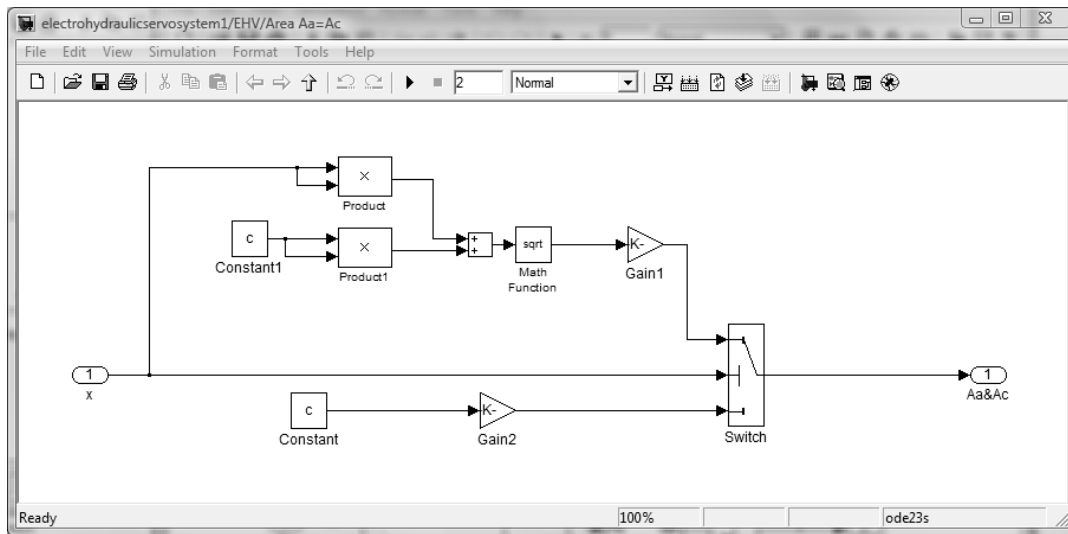 electrohydraulicservosystem1/EHV/Area Aa=Ac
File Edit View Simulation Format Tools Help
2 Normal
×
Product
c
Constant1
×
Product1
+
+
sqrt
Math
Function
K-
Gain1
1
x
c
Constant
K-
Gain2
Switch
1
Aa&Ac
Ready 100% ode23s